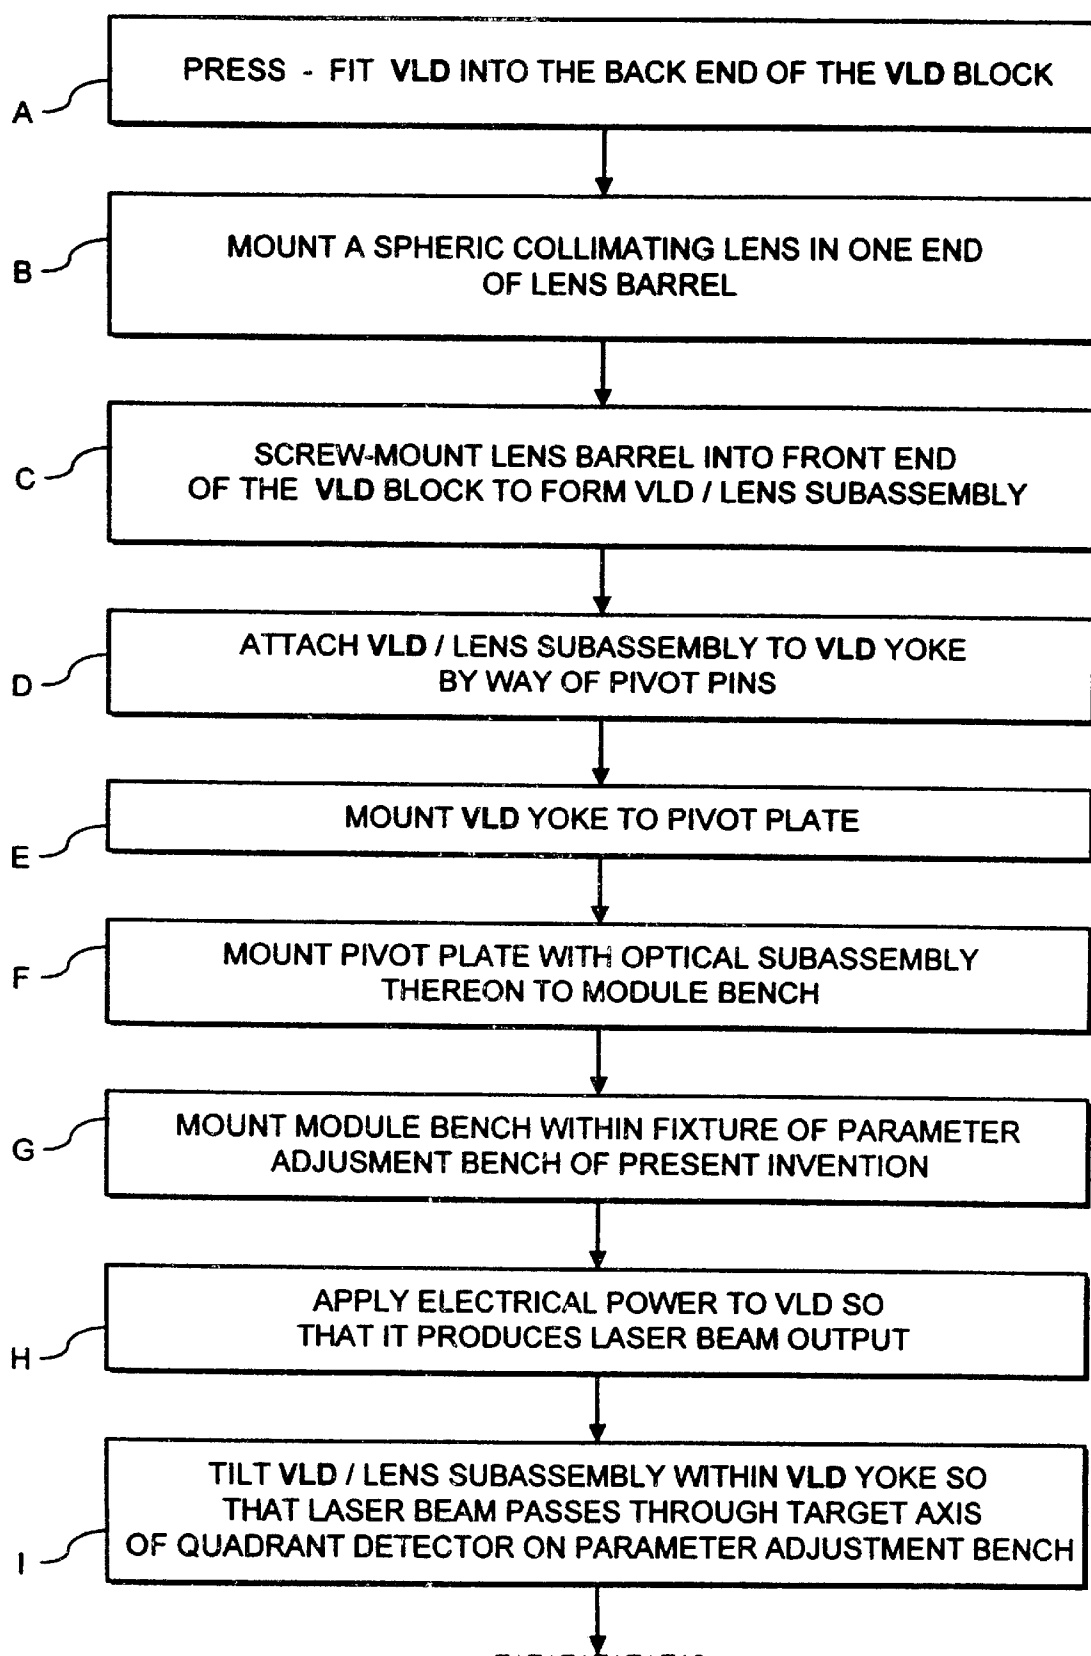 PRESS - FIT VLD INTO THE BACK END OF THE VLD BLOCK
A
MOUNT A SPHERIC COLLIMATING LENS IN ONE END
OF LENS BARREL
B
SCREW-MOUNT LENS BARREL INTO FRONT END
OF THE VLD BLOCK TO FORM VLD / LENS SUBASSEMBLY
C
ATTACH VLD / LENS SUBASSEMBLY TO VLD YOKE
BY WAY OF PIVOT PINS
D
MOUNT VLD YOKE TO PIVOT PLATE
E
MOUNT PIVOT PLATE WITH OPTICAL SUBASSEMBLY
THEREON TO MODULE BENCH
F
MOUNT MODULE BENCH WITHIN FIXTURE OF PARAMETER
ADJUSMENT BENCH OF PRESENT INVENTION
G
APPLY ELECTRICAL POWER TO VLD SO
THAT IT PRODUCES LASER BEAM OUTPUT
H
TILT VLD / LENS SUBASSEMBLY WITHIN VLD YOKE SO
THAT LASER BEAM PASSES THROUGH TARGET AXIS
OF QUADRANT DETECTOR ON PARAMETER ADJUSTMENT BENCH
I